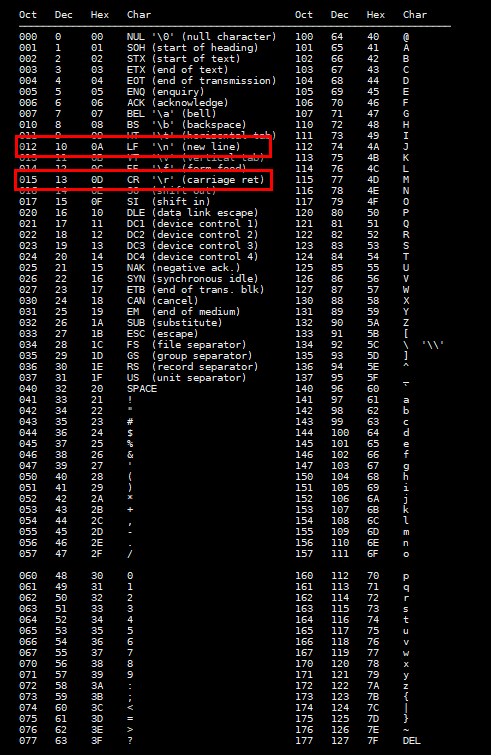 Oct   Dec   Hex   Char                        Oct   Dec   Hex   Char
000   0     00    NUL '\0' (null character)   100   64    40    @
001   1     01    SOH (start of heading)      101   65    41    A
002   2     02    STX (start of text)         102   66    42    B
003   3     03    ETX (end of text)           103   67    43    C
004   4     04    EOT (end of transmission)   104   68    44    D
005   5     05    ENQ (enquiry)               105   69    45    E
006   6     06    ACK (acknowledge)           106   70    46    F
007   7     07    BEL '\a' (bell)             107   71    47    G
010   8     08    BS  '\b' (backspace)        110   72    48    H
011   9     09    HT  '\t' (horizontal tab)   111   73    49    I
012   10    0A    LF  '\n' (new line)         112   74    4A    J
013   11    0B    VT  '\v' (vertical tab)     113   75    4B    K
014   12    0C    FF  '\f' (form feed)        114   76    4C    L
015   13    0D    CR  '\r' (carriage ret)     115   77    4D    M
016   14    0E    SO  (shift out)             116   78    4E    N
017   15    0F    SI  (shift in)              117   79    4F    O
020   16    10    DLE (data link escape)      120   80    50    P
021   17    11    DC1 (device control 1)      121   81    51    Q
022   18    12    DC2 (device control 2)      122   82    52    R
023   19    13    DC3 (device control 3)      123   83    53    S
024   20    14    DC4 (device control 4)      124   84    54    T
025   21    15    NAK (negative ack.)         125   85    55    U
026   22    16    SYN (synchronous idle)      126   86    56    V
027   23    17    ETB (end of trans. blk)     127   87    57    W
030   24    18    CAN (cancel)                130   88    58    X
031   25    19    EM  (end of medium)         131   89    59    Y
032   26    1A    SUB (substitute)            132   90    5A    Z
033   27    1B    ESC (escape)                133   91    5B    [
034   28    1C    FS  (file separator)        134   92    5C    \  '\\'
035   29    1D    GS  (group separator)       135   93    5D    ]
036   30    1E    RS  (record separator)      136   94    5E    ^
037   31    1F    US  (unit separator)        137   95    5F    _
040   32    20    SPACE                       140   96    60    `
041   33    21    !                           141   97    61    a
042   34    22    "                           142   98    62    b
043   35    23    #                           143   99    63    c
044   36    24    $                           144   100   64    d
045   37    25    %                           145   101   65    e
046   38    26    &                           146   102   66    f
047   39    27    '                           147   103   67    g
050   40    28    (                           150   104   68    h
051   41    29    )                           151   105   69    i
052   42    2A    *                           152   106   6A    j
053   43    2B    +                           153   107   6B    k
054   44    2C    ,                           154   108   6C    l
055   45    2D    -                           155   109   6D    m
056   46    2E    .                           156   110   6E    n
057   47    2F    /                           157   111   6F    o
060   48    30    0                           160   112   70    p
061   49    31    1                           161   113   71    q
062   50    32    2                           162   114   72    r
063   51    33    3                           163   115   73    s
064   52    34    4                           164   116   74    t
065   53    35    5                           165   117   75    u
066   54    36    6                           166   118   76    v
067   55    37    7                           167   119   77    w
070   56    38    8                           170   120   78    x
071   57    39    9                           171   121   79    y
072   58    3A    :                           172   122   7A    z
073   59    3B    ;                           173   123   7B    {
074   60    3C    <                           174   124   7C    |
075   61    3D    =                           175   125   7D    }
076   62    3E    >                           176   126   7E    ~
077   63    3F    ?                           177   127   7F    DEL